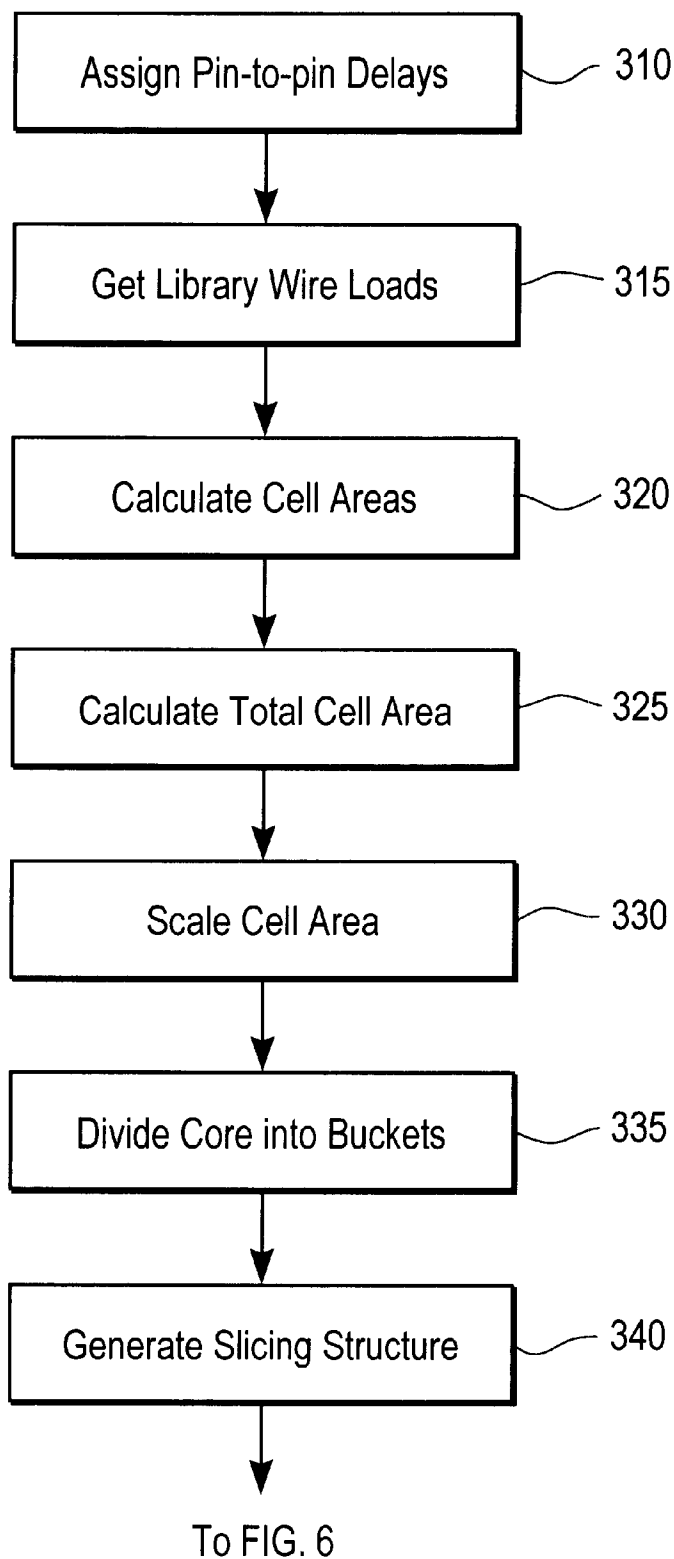 Assign Pin-to-pin Delays 310
Get Library Wire Loads 315
Calculate Cell Areas 320
Calculate Total Cell Area 325
Scale Cell Area 330
Divide Core into Buckets 335
Generate Slicing Structure 340
To FIG. 6